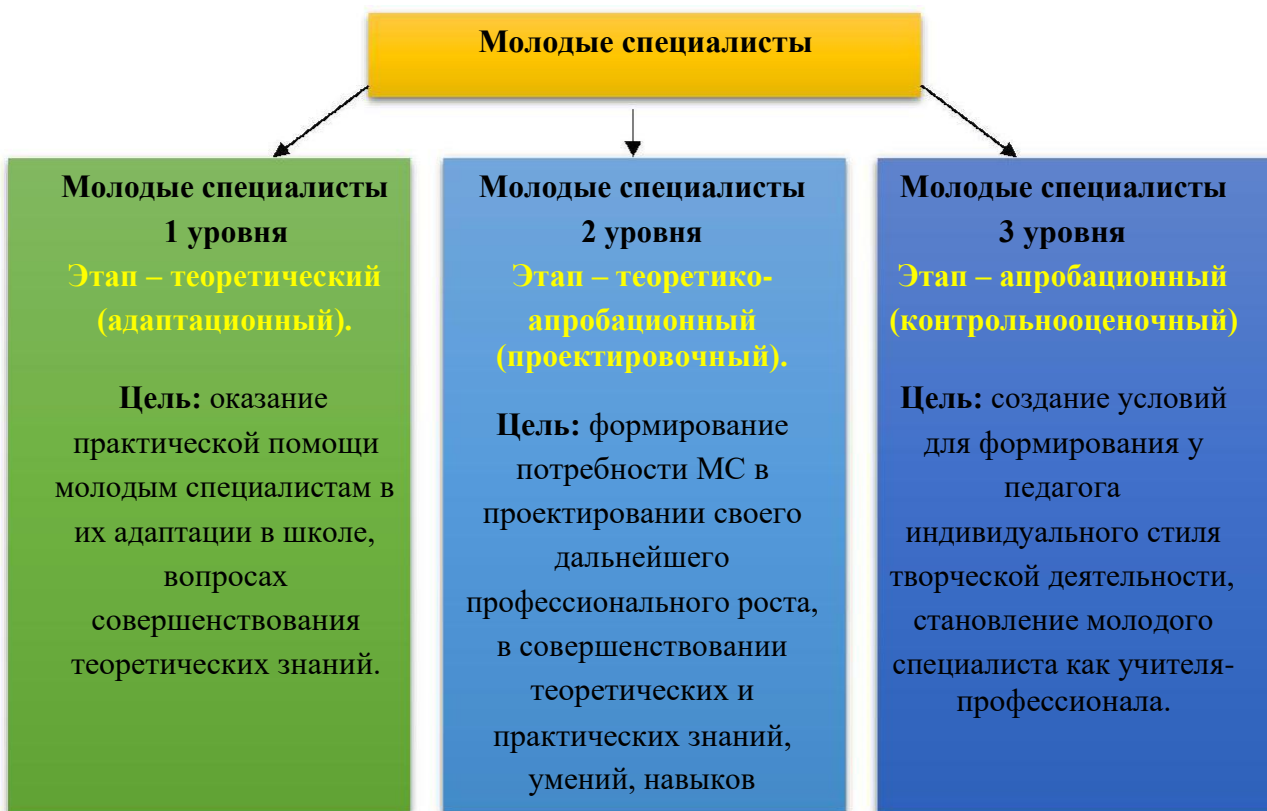 Молодые специалисты
Молодые специалисты
1 уровня
Этап – теоретический
(адаптационный).
Цель: оказание
практической помощи
молодым специалистам в
их адаптации в школе,
вопросах
совершенствования
теоретических знаний.
Молодые специалисты
2 уровня
Этап – теоретико-
апробационный
(проектировочный).
Цель: формирование
потребности МС в
проектировании своего
дальнейшего
профессионального роста,
в совершенствовании
теоретических и
практических знаний,
умений, навыков
Молодые специалисты
3 уровня
Этап – апробационный
(контрольнооценочный)
Цель: создание условий
для формирования у
педагога
индивидуального стиля
творческой деятельности,
становление молодого
специалиста как учителя-
профессионала.